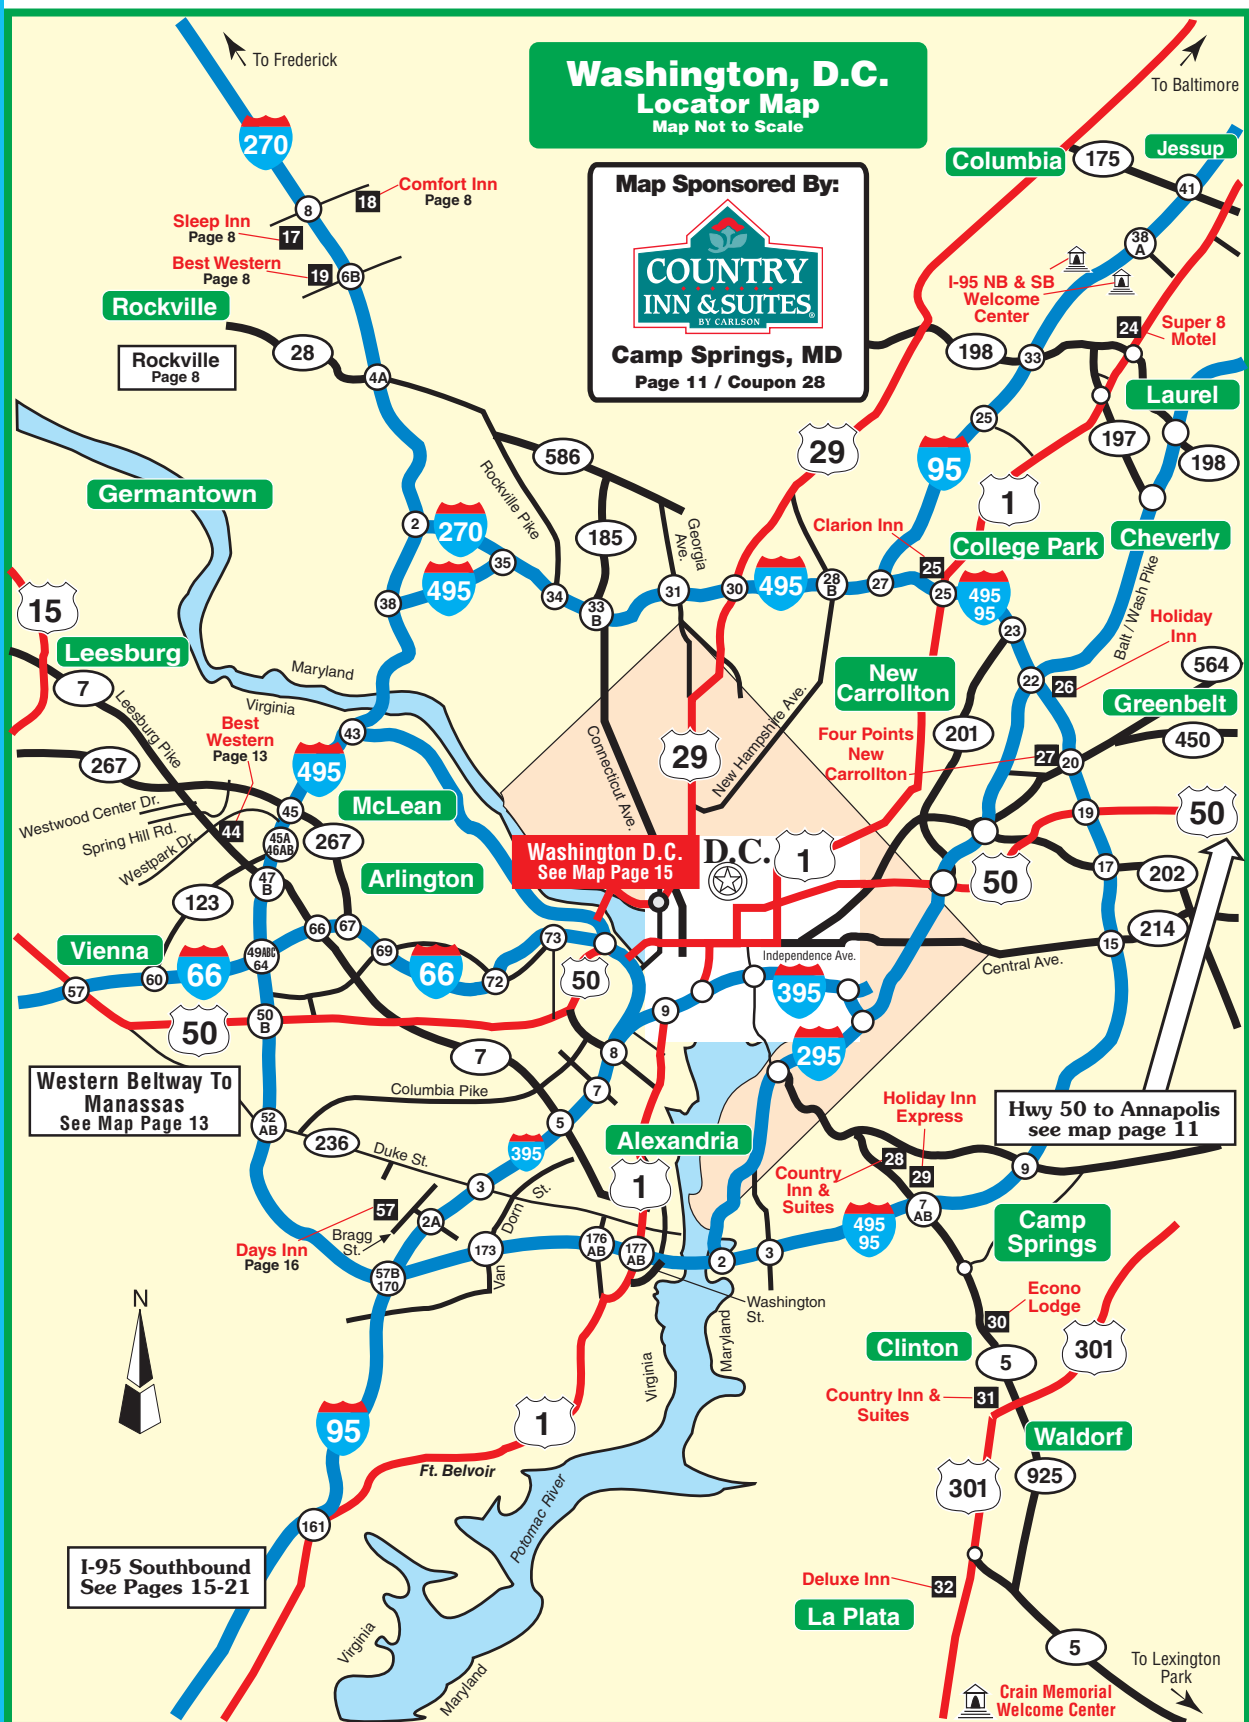 To Frederick
Washington, D.C.
Locator Map
Map Not to Scale
To Baltimore
270
Columbia
175
Jessup
41
Map Sponsored By:
COUNTRY
INN & SUITES®
BY CARLSON
Camp Springs, MD
Page 11 / Coupon 28
Comfort Inn
Page 8
18
8
Sleep Inn
Page 8
17
Best Western
Page 8
19
6B
38
A
I-95 NB & SB
Welcome
Center
Rockville
28
Rockville
Page 8
4A
24
Super 8
Motel
198
33
Laurel
25
197
198
29
95
1
586
Rockville Pike
Germantown
185
Georgia
Ave.
Clarion Inn
25
College Park
Cheverly
2
270
35
495
38
34
33
B
31
30
495
28
B
27
25
495
95
23
Balt / Wash Pike
Holiday
Inn
15
Leesburg
7
Leesburg Pike
Maryland
Virginia
New
Carrollton
22
26
564
Greenbelt
450
Best
Western
Page 13
43
495
267
Connecticut Ave.
29
New Hampshire Ave.
Four Points
New
Carrollton
201
27
20
19
50
McLean
45
Westwood Center Dr.
Spring Hill Rd.
Westpark Dr.
44
45A
46AB
267
Washington D.C.
See Map Page 15
D.C.
1
50
17
202
47
B
Arlington
123
66
67
73
214
15
Vienna
57
60
66
49ABC
64
69
66
72
50
Independence Ave.
Central Ave.
395
50
50
B
9
295
7
8
Western Beltway To
Manassas
See Map Page 13
Columbia Pike
7
Hwy 50 to Annapolis
see map page 11
Holiday Inn
Express
52
AB
236
Duke St.
5
395
Alexandria
28
29
9
Country
Inn &
Suites
3
1
57
2A
Bragg
St.
Days Inn
Page 16
Van Dorn St.
7
AB
495
95
Camp
Springs
57B
170
173
176
AB
177
AB
2
3
Washington
St.
N
Econo
Lodge
30
Clinton
5
301
Virginia
Maryland
Country Inn &
Suites
31
Waldorf
95
1
Ft. Belvoir
301
925
161
Potomac River
I-95 Southbound
See Pages 15-21
Deluxe Inn
32
La Plata
Virginia
Maryland
5
To Lexington
Park
Crain Memorial
Welcome Center